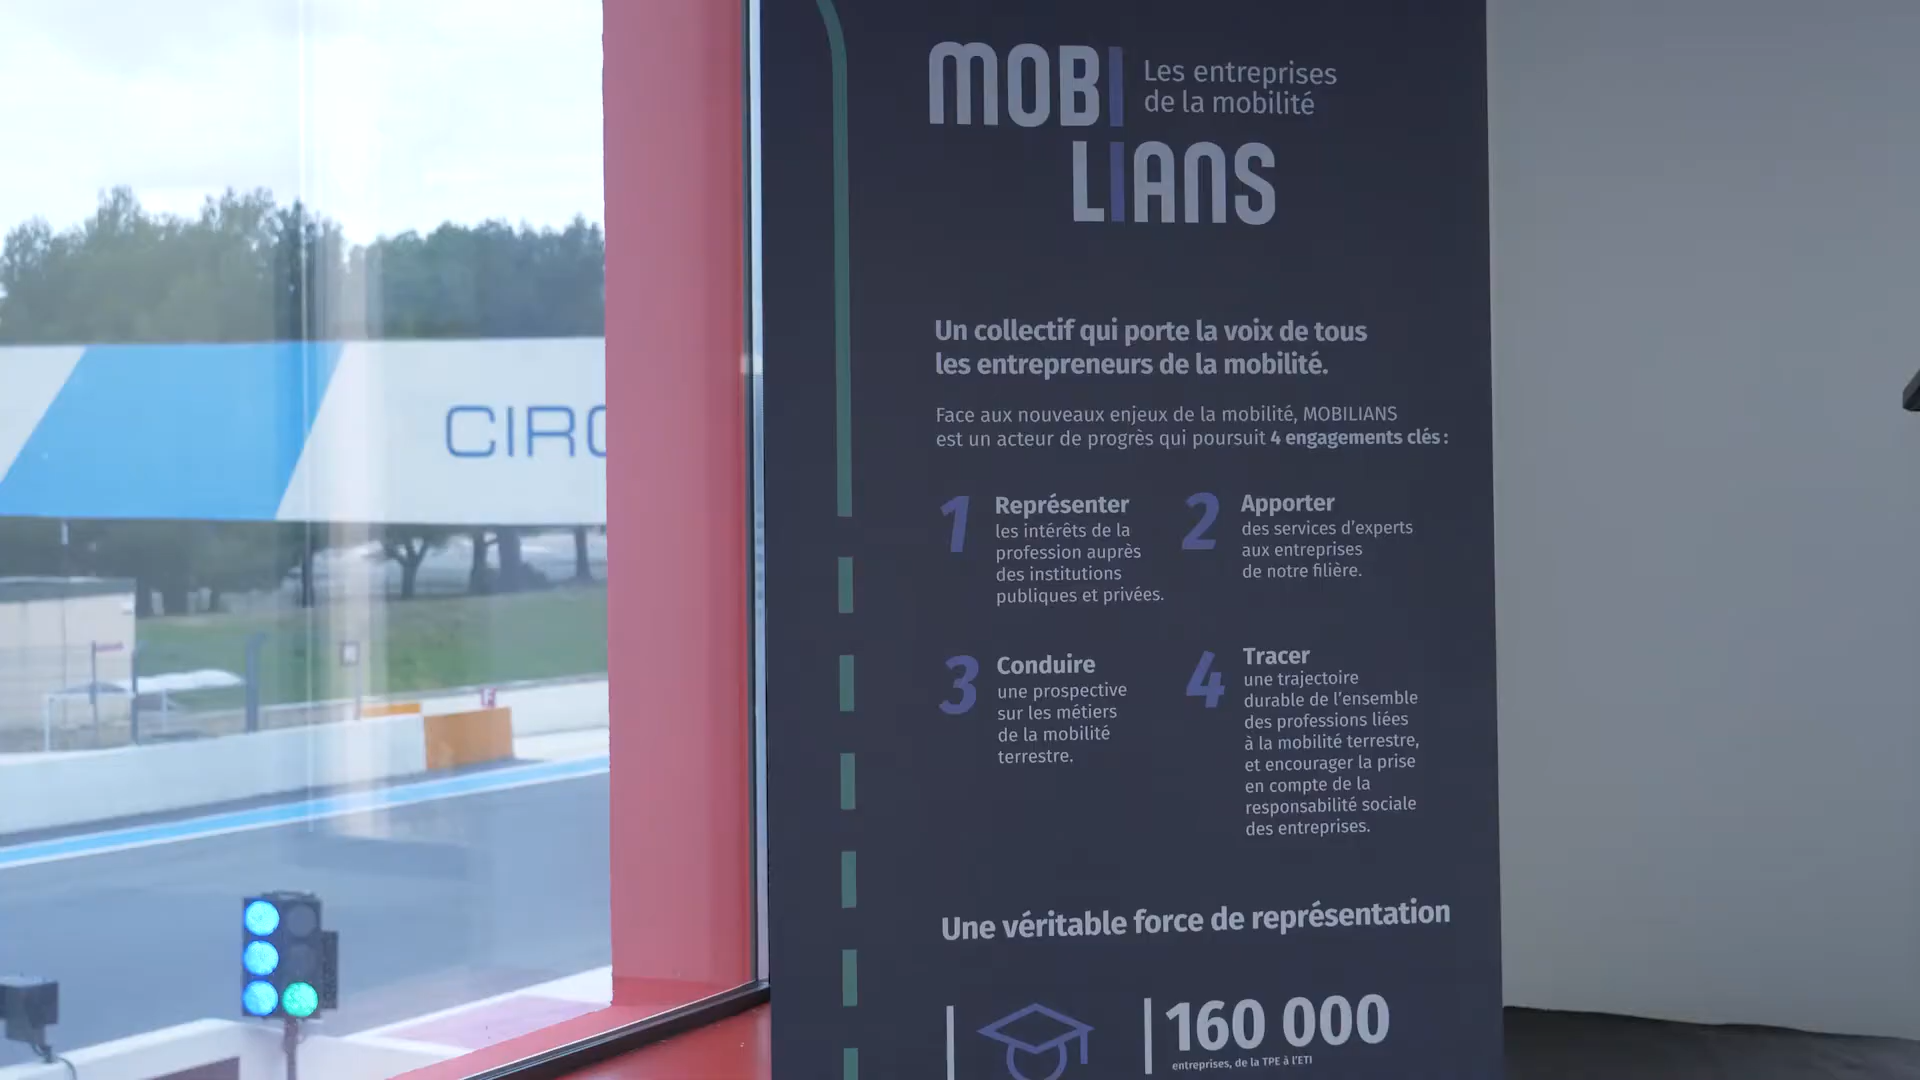 MOBI
LIANS
Les entreprises
de la mobilité
Un collectif qui porte la voix de tous
les entrepreneurs de la mobilité.
Face aux nouveaux enjeux de la mobilité, MOBILIANS
est un acteur de progrès qui poursuit 4 engagements clés :
1
Représenter
les intérêts de la
profession auprès
des institutions
publiques et privées.
2
Apporter
des services d'experts
aux entreprises
de notre filière.
3
Conduire
une prospective
sur les métiers
de la mobilité
terrestre.
4
Tracer
une trajectoire
durable de l'ensemble
des professions liées
à la mobilité terrestre,
et encourager la prise
en compte de la
responsabilité sociale
des entreprises.
Une véritable force de représentation
160 000
entreprises, de la TPE à l'ETI
CIRC